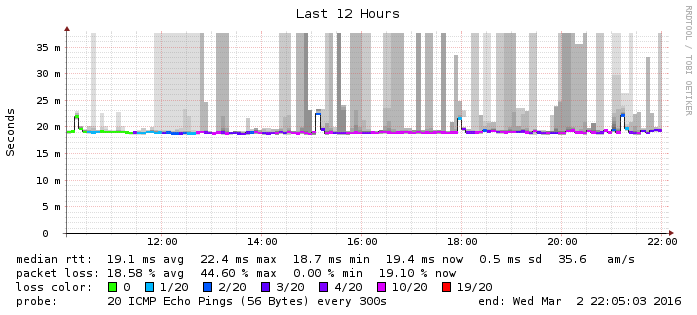 Last 12 Hours
RRDTOOL / TOBI OETIKER
Seconds
35 m
30 m
25 m
20 m
15 m
10 m
5 m
0
12:00 14:00 16:00 18:00 20:00 22:00
median rtt: 19.1 ms avg 22.4 ms max 18.7 ms min 19.4 ms now 0.5 ms sd 35.6 am/s
packet loss: 18.58 % avg 44.60 % max 0.00 % min 19.10 % now
loss color: 0 1/20 2/20 3/20 4/20 10/20 19/20
probe: 20 ICMP Echo Pings (56 Bytes) every 300s end: Wed Mar 2 22:05:03 2016